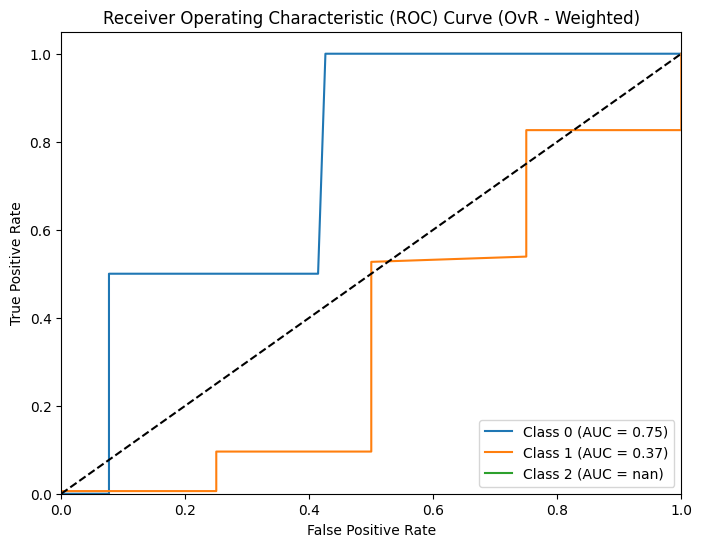 Receiver Operating Characteristic (ROC) Curve (OvR - Weighted)
True Positive Rate
1.0
0.8
0.6
0.4
0.2
0.0
0.0 0.2 0.4 0.6 0.8 1.0
False Positive Rate
Class 0 (AUC = 0.75)
Class 1 (AUC = 0.37)
Class 2 (AUC = nan)